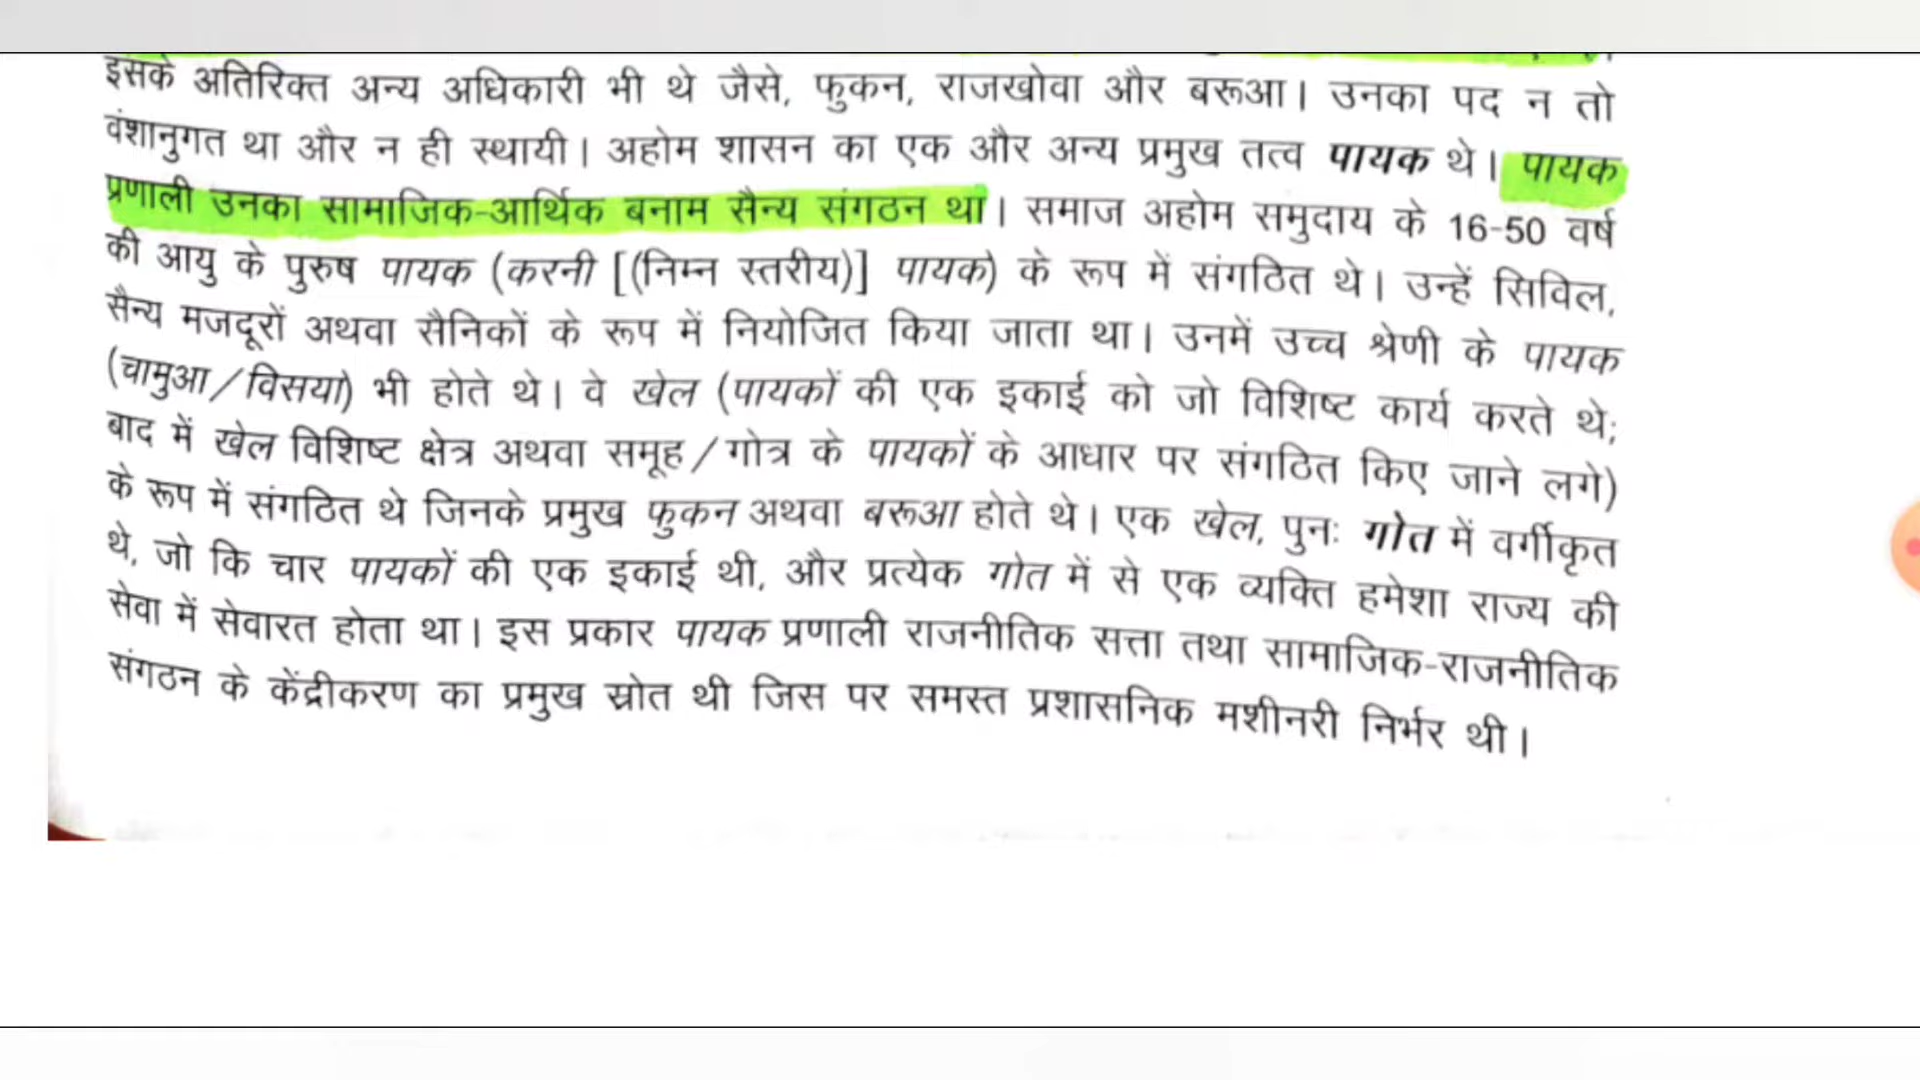 इसके अतिरिक्त अन्य अधिकारी भी थे जैसे, फुकन, राजखोवा और बरूआ। उनका पद न तो
वंशानुगत था और न ही स्थायी। अहोम शासन का एक और अन्य प्रमुख तत्व पायक थे। पायक
प्रणाली उनका सामाजिक-आर्थिक बनाम सैन्य संगठन था। समाज अहोम समुदाय के 16-50 वर्ष
की आयु के पुरुष पायक (करनी [(निम्न स्तरीय)] पायक) के रूप में संगठित थे। उन्हें सिविल,
सैन्य मजदूरों अथवा सैनिकों के रूप में नियोजित किया जाता था। उनमें उच्च श्रेणी के पायक
(चामुआ/विसया) भी होते थे। वे खेल (पायकों की एक इकाई को जो विशिष्ट कार्य करते थे;
बाद में खेल विशिष्ट क्षेत्र अथवा समूह/गोत्र के पायकों के आधार पर संगठित किए जाने लगे)
के रूप में संगठित थे जिनके प्रमुख फुकन अथवा बरूआ होते थे। एक खेल, पुनः गोत में वर्गीकृत
थे, जो कि चार पायकों की एक इकाई थी, और प्रत्येक गोत में से एक व्यक्ति हमेशा राज्य की
सेवा में सेवारत होता था। इस प्रकार पायक प्रणाली राजनीतिक सत्ता तथा सामाजिक-राजनीतिक
संगठन के केंद्रीकरण का प्रमुख स्रोत थी जिस पर समस्त प्रशासनिक मशीनरी निर्भर थी।